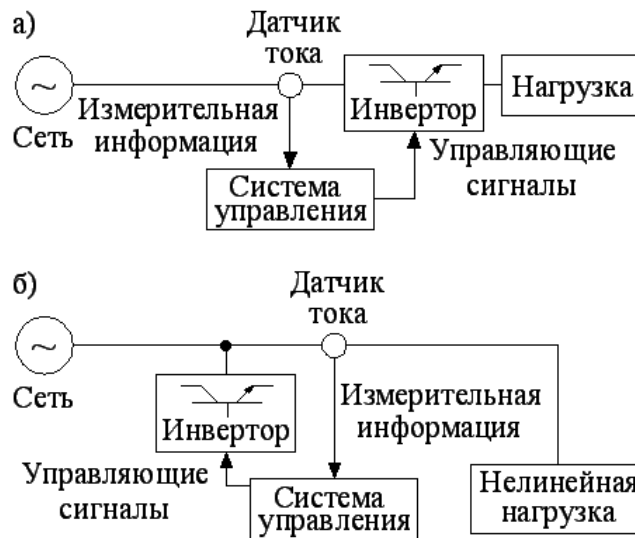 а)
Датчик
тока
~
Сеть
Измерительная
информация
Инвертор
Нагрузка
Управляющие
сигналы
Система
управления
б)
Датчик
тока
~
Сеть
Инвертор
Измерительная
информация
Управляющие
сигналы
Система
управления
Нелинейная
нагрузка